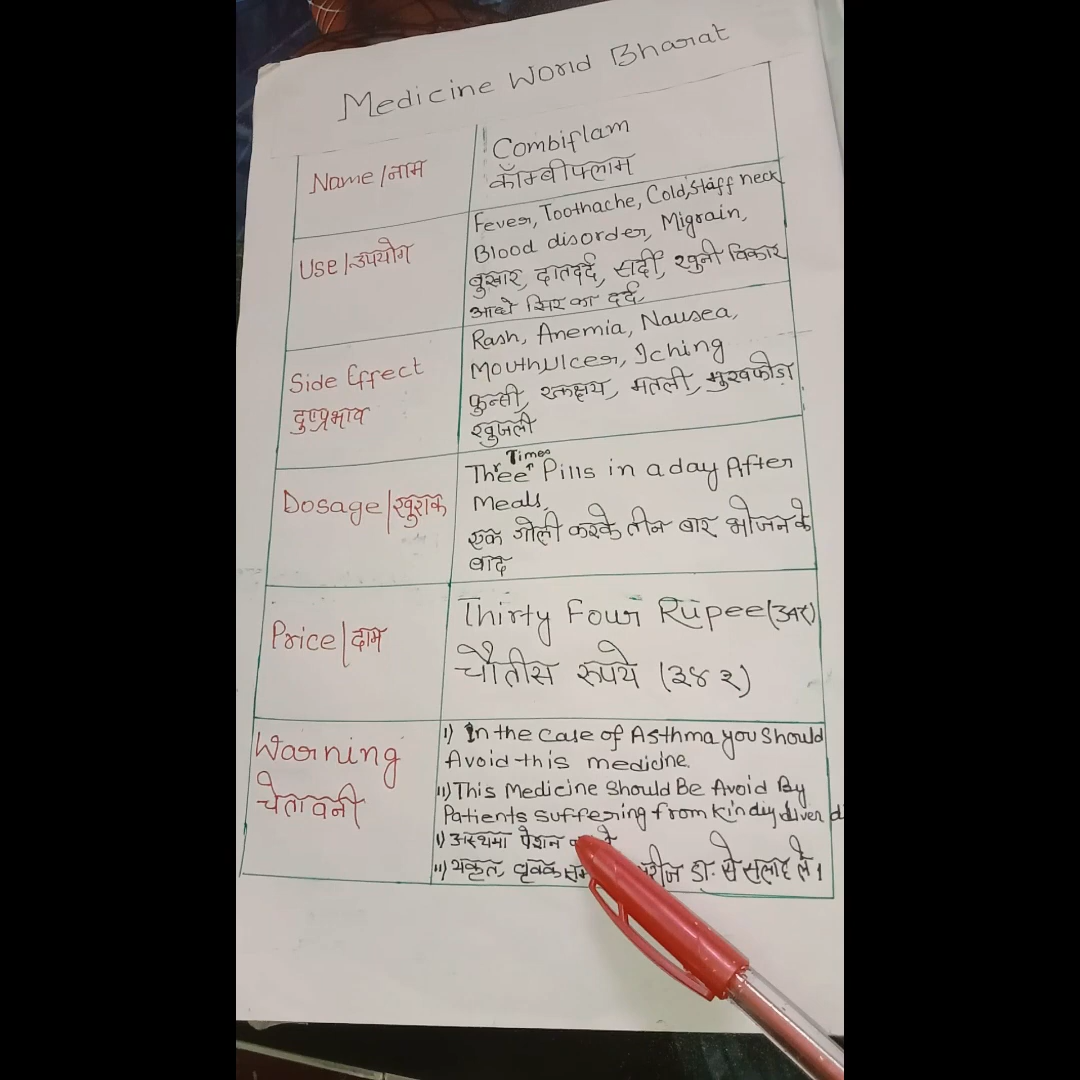 Medicine World Bharat
Name/नाम
Combiflam
कॉम्बीफ्लाम
Use/उपयोग
Fever, Toothache, Cold, Staff neck
Blood disorder, Migrain,
बुखार, दातदर्द, सर्दी, खुनी विकार
आधे सिर का दर्द,
Side Effect
दुष्प्रभाव
Rash, Anemia, Nausea,
Mouth Ulcer, Iching
फुन्सी, रक्तक्षय, मतली, मुखफोड़ा
खुजली
Dosage/खुराक
Times
Three Pills in a day After
Meals,
एक गोली करके तीन बार भोजन के
बाद
Price/दाम
Thirty Four Rupee
चौतीस रुपये (३४ रु)
Warning
चेतावनी
i) In the case of Asthma you should
Avoid this medicine.
ii) This Medicine Should Be Avoid By
Patients suffering from Kindiy, liver
i) अस्थमा पेशन
ii) यकृत, डा. से सुलाह ले।